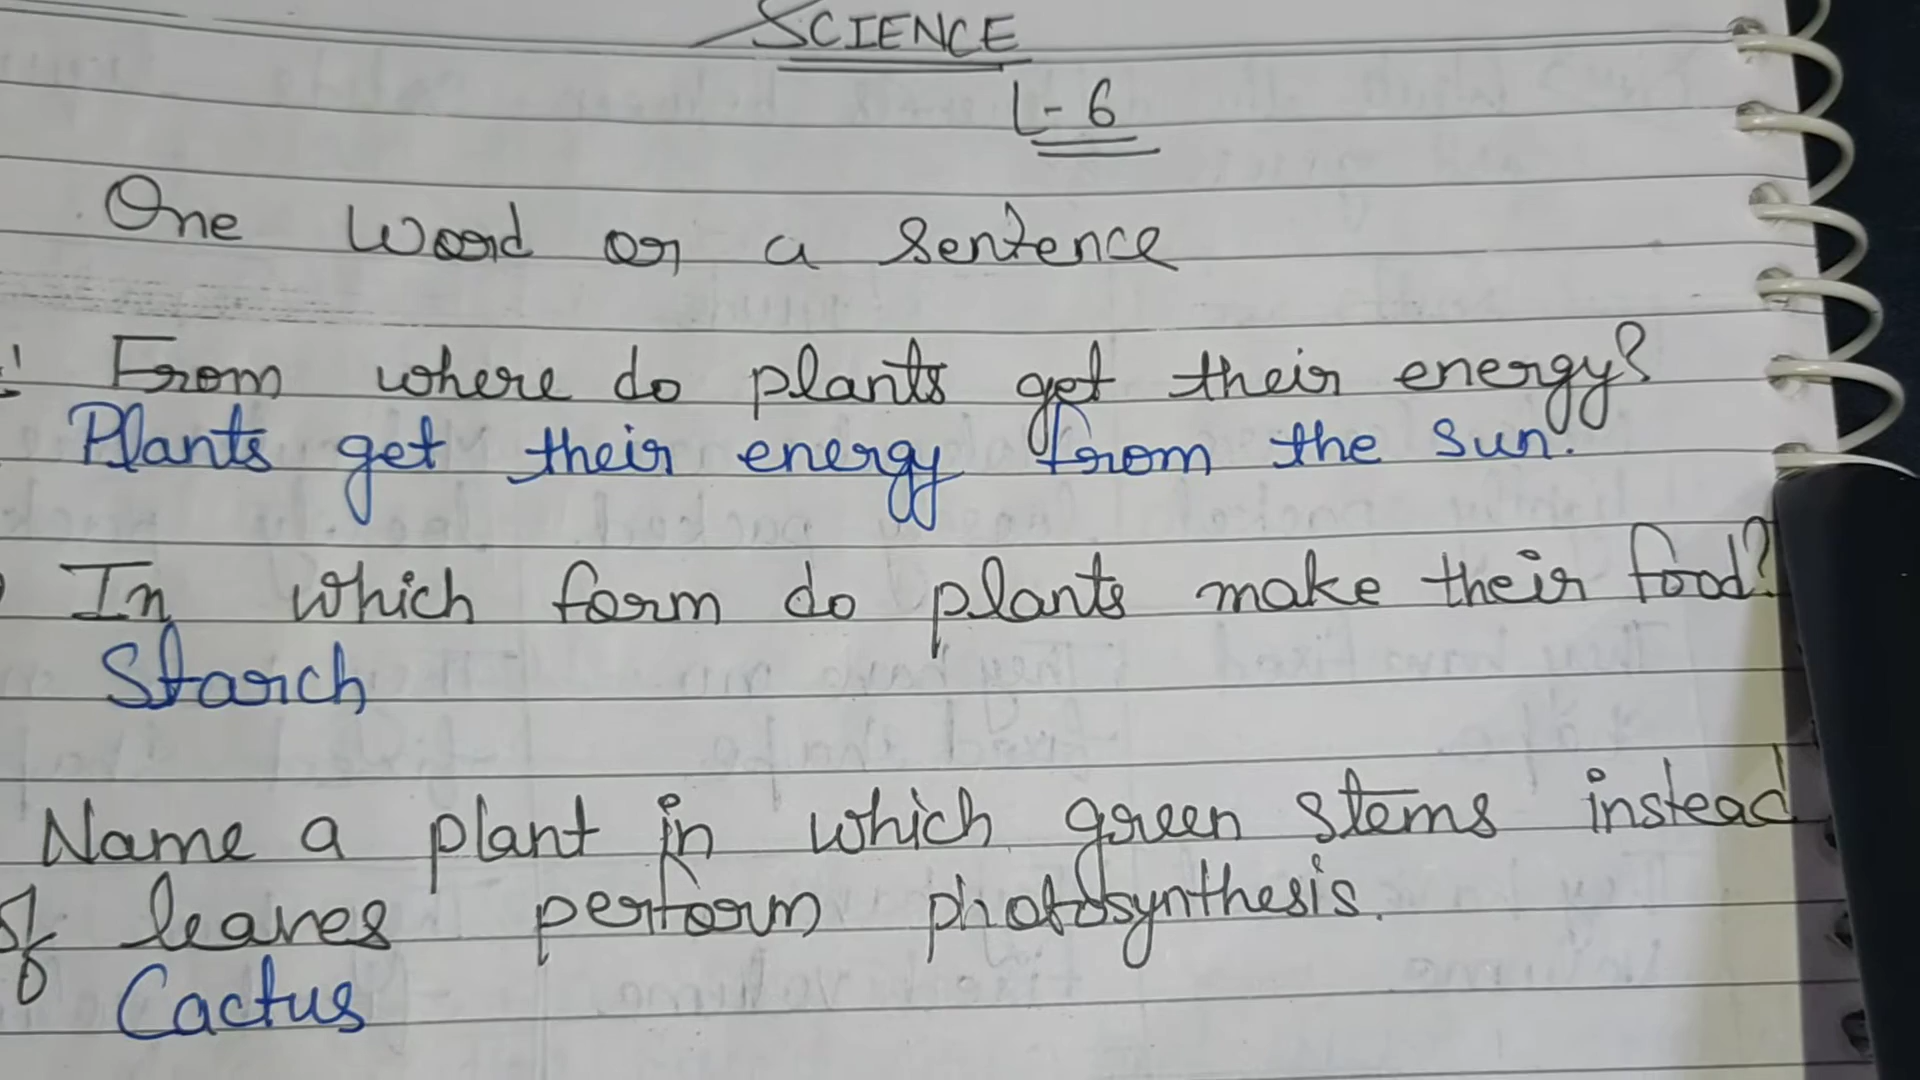 SCIENCE
L-6
One word or a sentence
From where do plants get their energy?
Plants get their energy from the sun.
In which form do plants make their food?
Starch
Name a plant in which green stems instead
of leaves perform photosynthesis.
Cactus